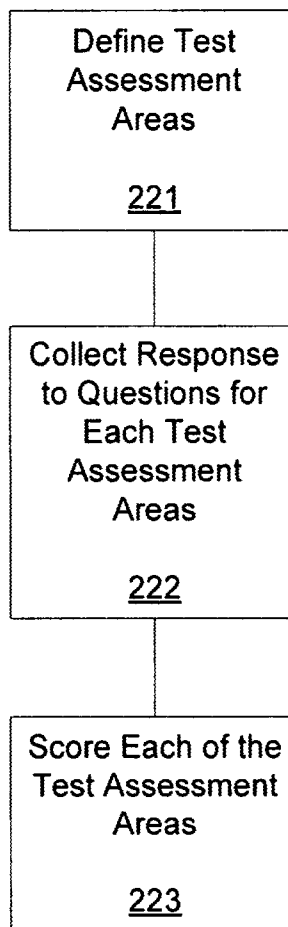 Define Test
Assessment
Areas
221
Collect Response
to Questions for
Each Test
Assessment
Areas
222
Score Each of the
Test Assessment
Areas
223